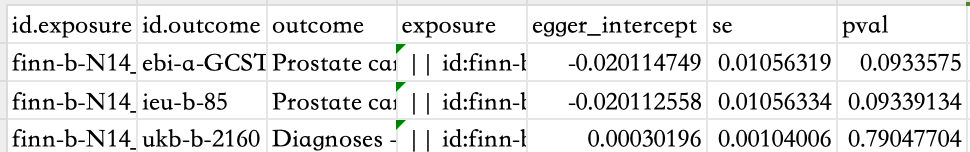 id.exposure id.outcome outcome exposure egger_intercept se pval
finn-b-N14_ ebi-a-GCST Prostate car || id:finn-b -0.020114749 0.01056319 0.0933575
finn-b-N14_ ieu-b-85 Prostate car || id:finn-b -0.020112558 0.01056334 0.09339134
finn-b-N14_ ukb-b-2160 Diagnoses - || id:finn-b 0.00030196 0.00104006 0.79047704